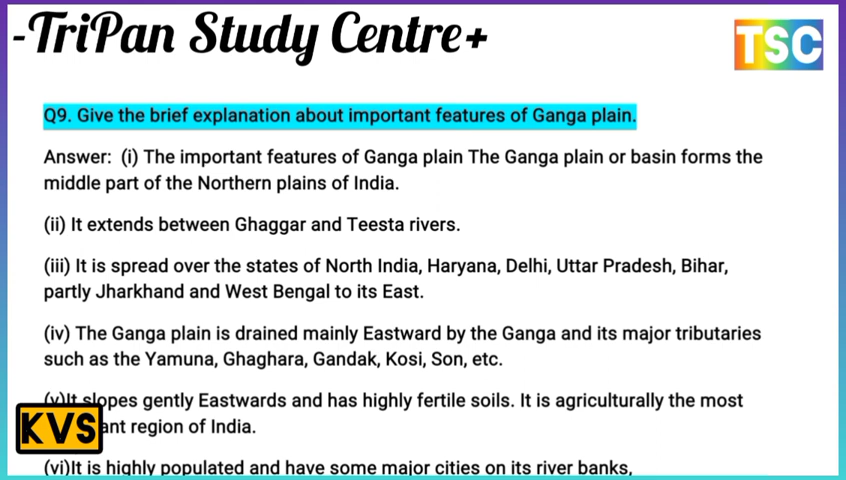 -TriPan Study Centre+
TSC
Q9. Give the brief explanation about important features of Ganga plain.
Answer: (i) The important features of Ganga plain The Ganga plain or basin forms the
middle part of the Northern plains of India.
(ii) It extends between Ghaggar and Teesta rivers.
(iii) It is spread over the states of North India, Haryana, Delhi, Uttar Pradesh, Bihar,
partly Jharkhand and West Bengal to its East.
(iv) The Ganga plain is drained mainly Eastward by the Ganga and its major tributaries
such as the Yamuna, Ghaghara, Gandak, Kosi, Son, etc.
(v)It slopes gently Eastwards and has highly fertile soils. It is agriculturally the most
KVS
region of India.
(vi)It is highly populated and have some major cities on its river banks,